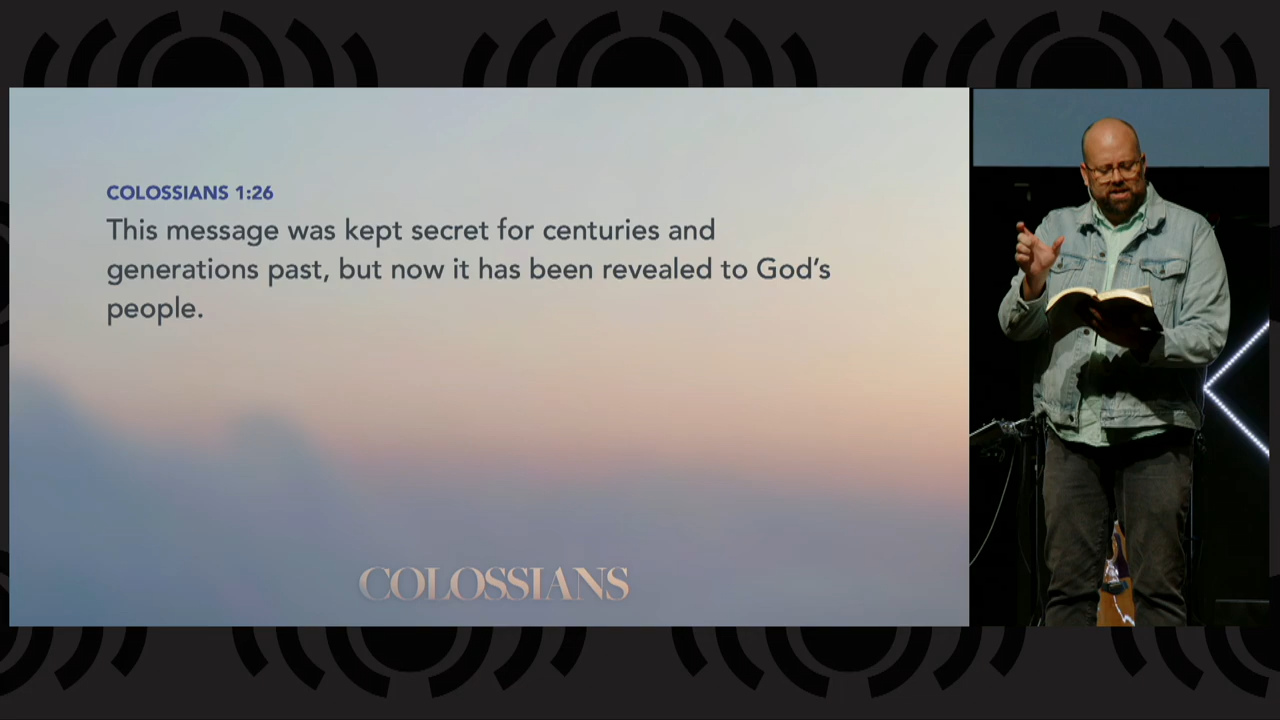 COLOSSIANS 1:26
This message was kept secret for centuries and
generations past, but now it has been revealed to God’s
people.
COLOSSIANS